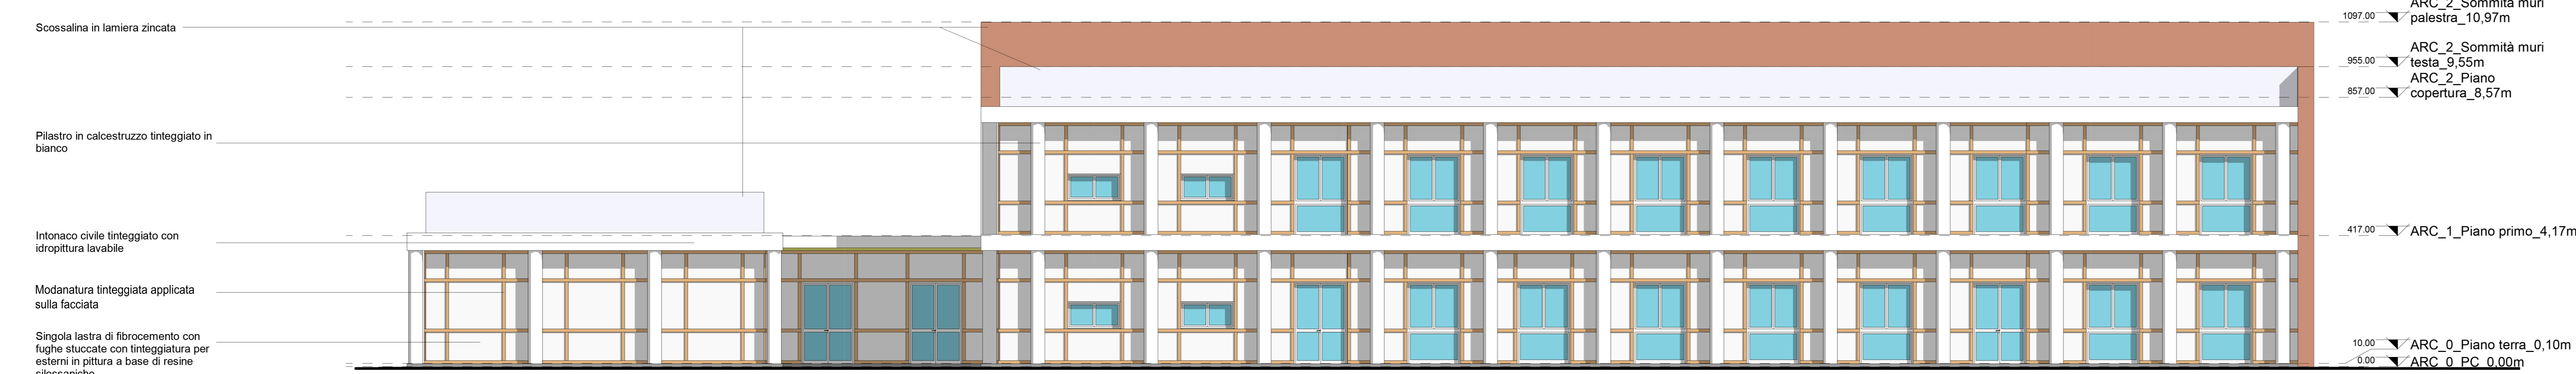 Scossalina in lamiera zincata
Pilastro in calcestruzzo tinteggiato in
bianco
Intonaco civile tinteggiato con
idropittura lavabile
Modanatura tinteggiata applicata
sulla facciata
Singola lastra di fibrocemento con
fughe stuccate con tinteggiatura per
esterni in pittura a base di resine
silossaniche
1097.00
ARC_2_Sommità muri
palestra_10,97m
955.00
ARC_2_Sommità muri
testa_9,55m
857.00
ARC_2_Piano
copertura_8,57m
417.00
ARC_1_Piano primo_4,17m
10.00
ARC_0_Piano terra_0,10m
0.00
ARC_0_PC_0,00m